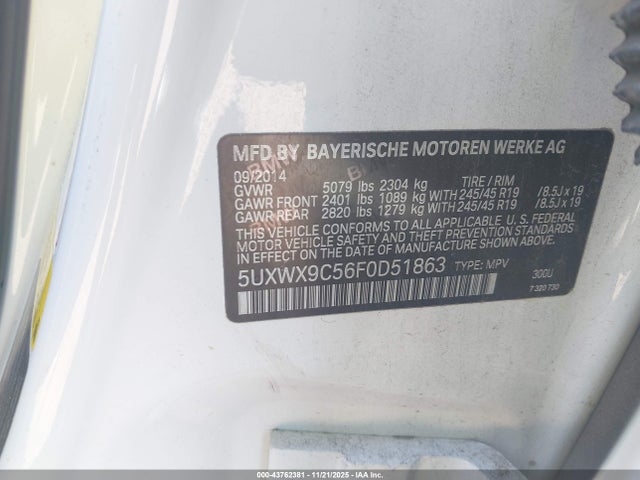 MFD BY BAYERISCHE MOTOREN WERKE AG
09/2014 TIRE / RIM
GVWR 5079 lbs 2304 kg
GAWR FRONT 2401 lbs 1089 kg WITH 245/45 R19 /8.5J x 19
GAWR REAR 2820 lbs 1279 kg WITH 245/45 R19 /8.5J x 19
THIS VEHICLE CONFORMS TO ALL APPLICABLE U.S. FEDERAL
MOTOR VEHICLE SAFETY AND THEFT PREVENTION STANDARDS
IN EFFECT ON THE DATE OF MANUFACTURE SHOWN ABOVE.
5UXWX9C56F0D51863 TYPE: MPV 300U
7 320 730
000-43762381 - 11/21/2025 - IAAHOLDINGS, LLC